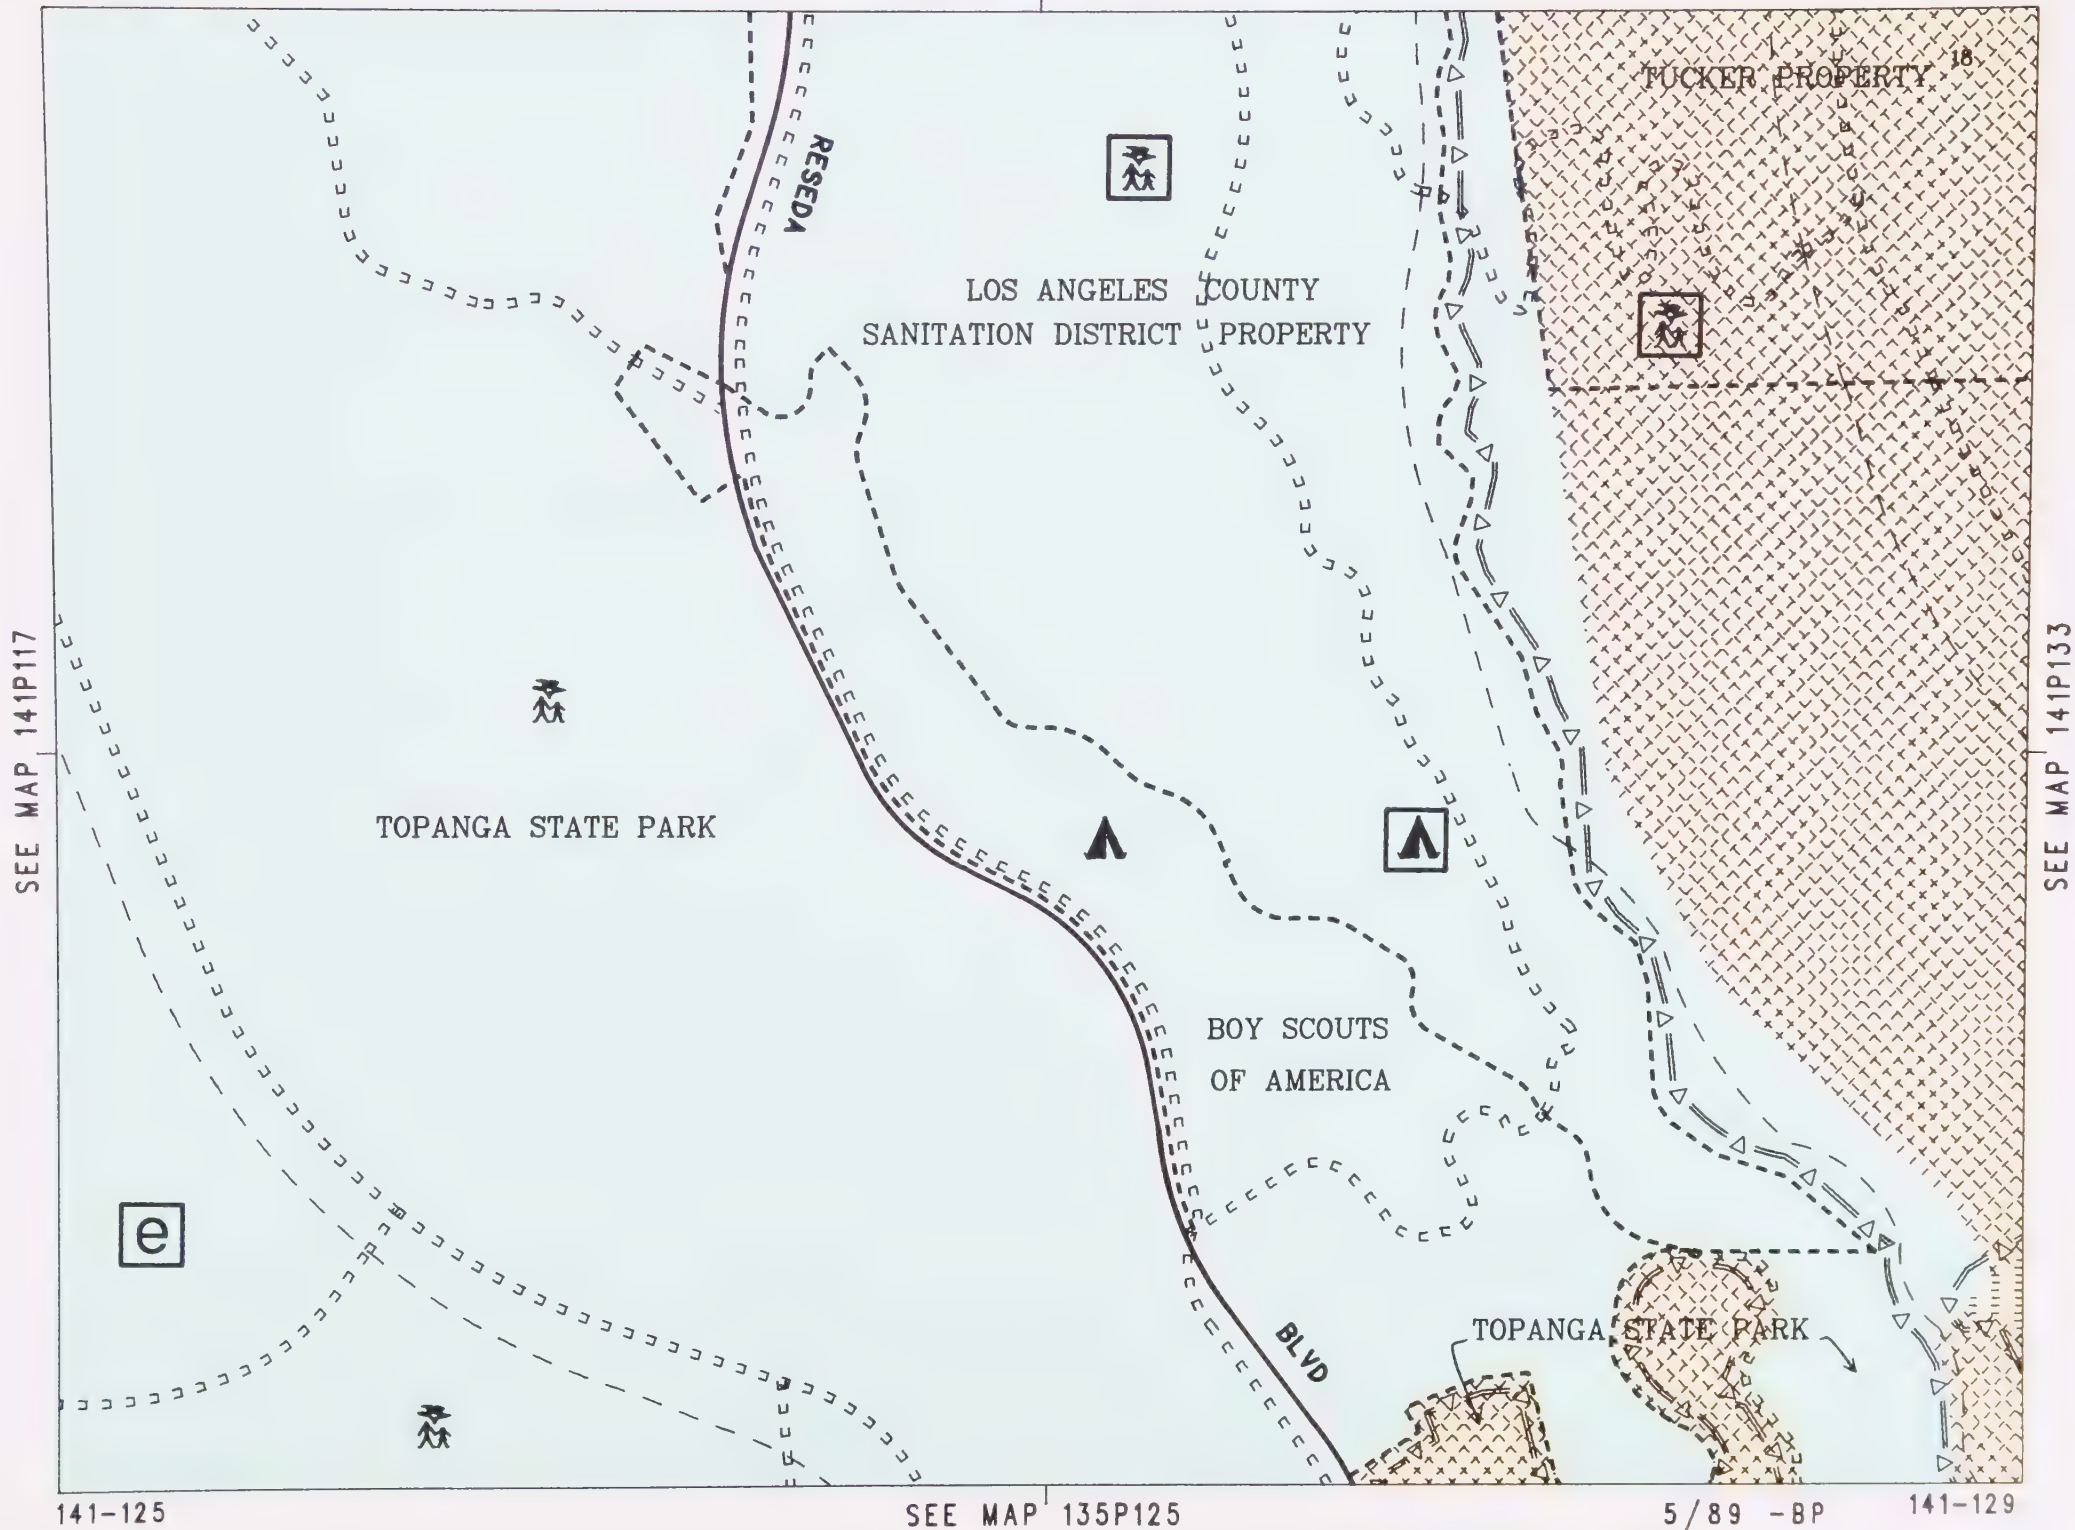 18
TUCKER PROPERTY
RESEDA
LOS ANGELES COUNTY
SANITATION DISTRICT PROPERTY
SEE MAP 141P117
SEE MAP 141P133
TOPANGA STATE PARK
BOY SCOUTS
OF AMERICA
e
BLVD
TOPANGA STATE PARK
141-125
SEE MAP 135P125
5/89 -BP
141-129